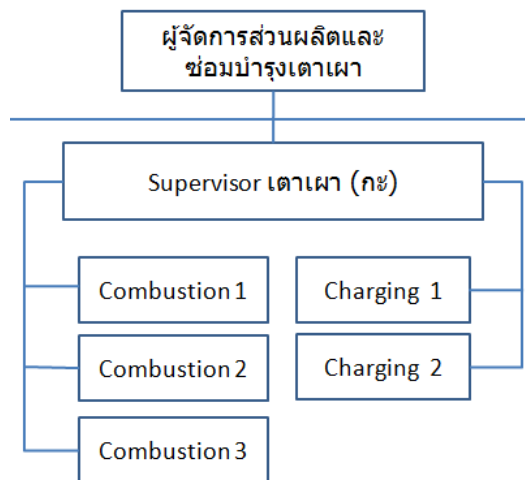 ผู้จัดการส่วนผลิตและ
ซ่อมบำรุงเตาเผา
Supervisor เตาเผา (กะ)
Combustion 1
Charging 1
Combustion 2
Charging 2
Combustion 3